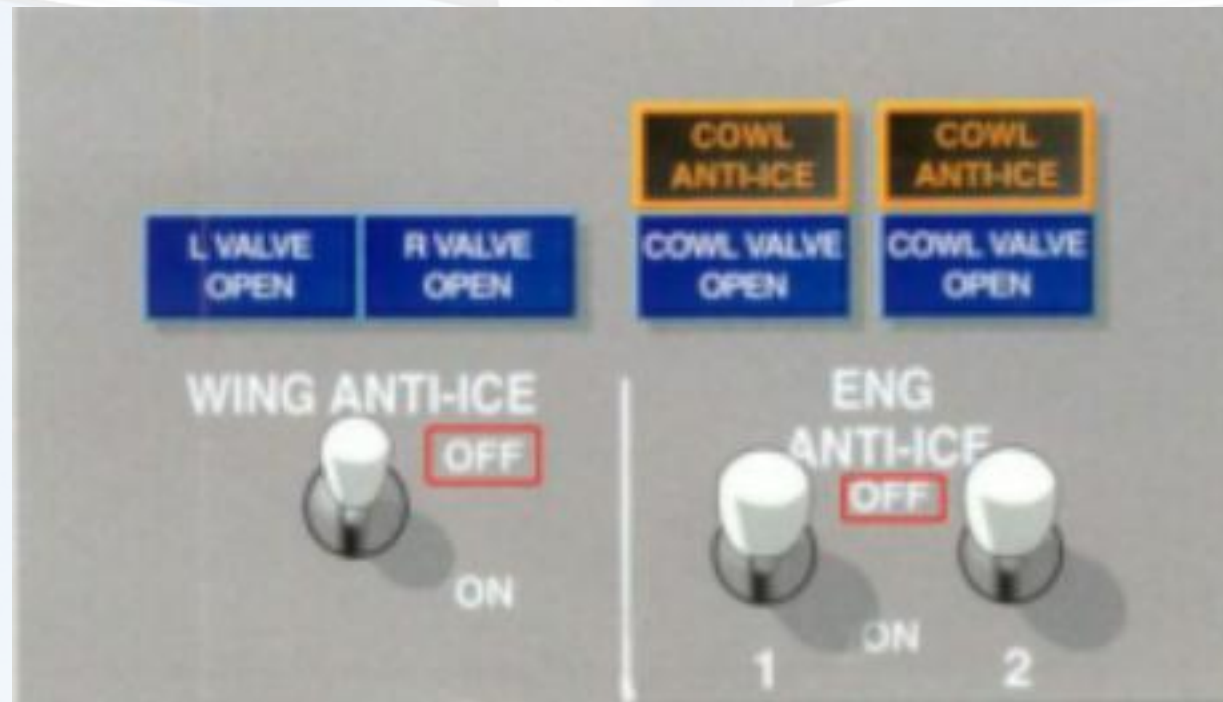 COWL
ANTI-ICE
COWL
ANTI-ICE
L VALVE
OPEN
R VALVE
OPEN
COWL VALVE
OPEN
COWL VALVE
OPEN
WING ANTI-ICE
OFF
ON
ENG
ANTI-ICE
OFF
ON
1
2